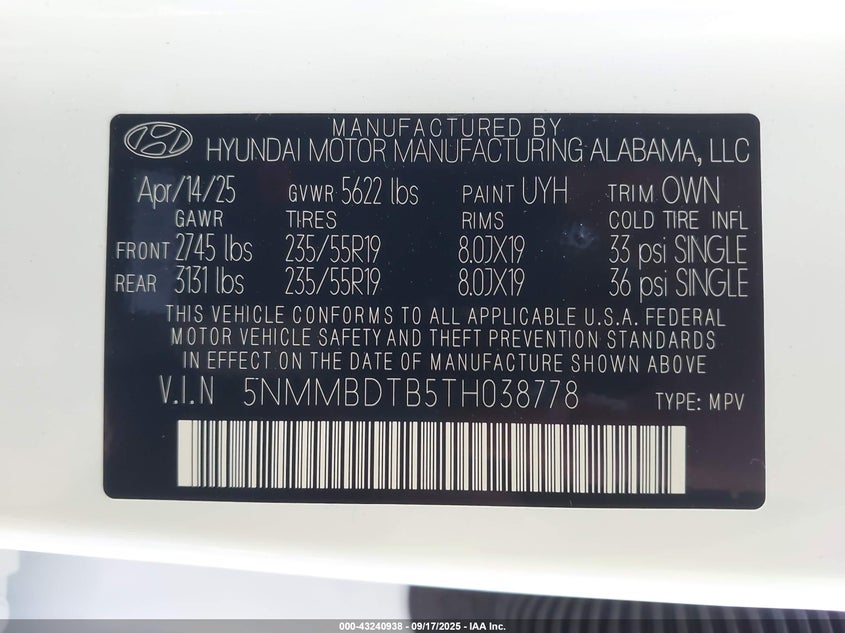 MANUFACTURED BY
HYUNDAI MOTOR MANUFACTURING ALABAMA, LLC
Apr/14/25 GVWR 5622 lbs PAINT UYH TRIM OWN
GAWR TIRES RIMS COLD TIRE INFL
FRONT 2745 lbs 235/55R19 8.0JX19 33 psi SINGLE
REAR 3131 lbs 235/55R19 8.0JX19 36 psi SINGLE
THIS VEHICLE CONFORMS TO ALL APPLICABLE U.S.A. FEDERAL
MOTOR VEHICLE SAFETY AND THEFT PREVENTION STANDARDS
IN EFFECT ON THE DATE OF MANUFACTURE SHOWN ABOVE
V.I.N 5NMMBDTB5TH038778 TYPE: MPV
000-43240938 - 09/17/2025 - IAA Inc.